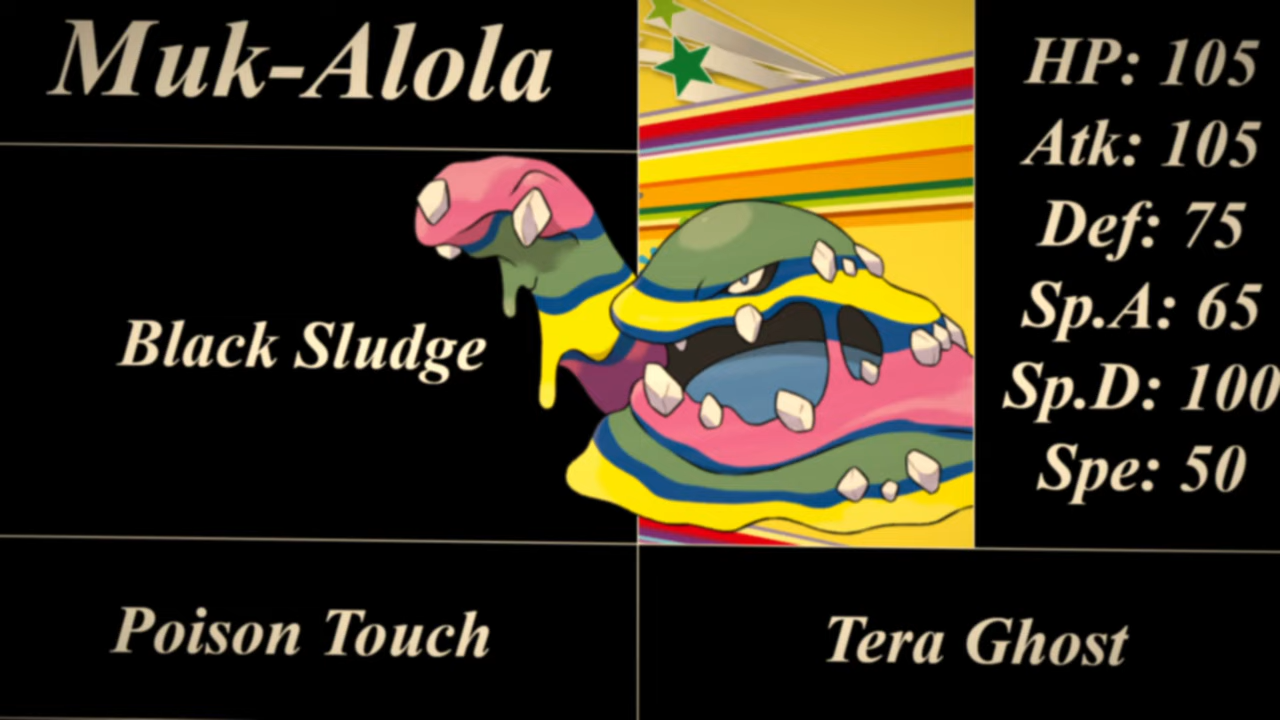 Muk-Alola
Black Sludge
Poison Touch
Tera Ghost
HP: 105
Atk: 105
Def: 75
Sp.A: 65
Sp.D: 100
Spe: 50